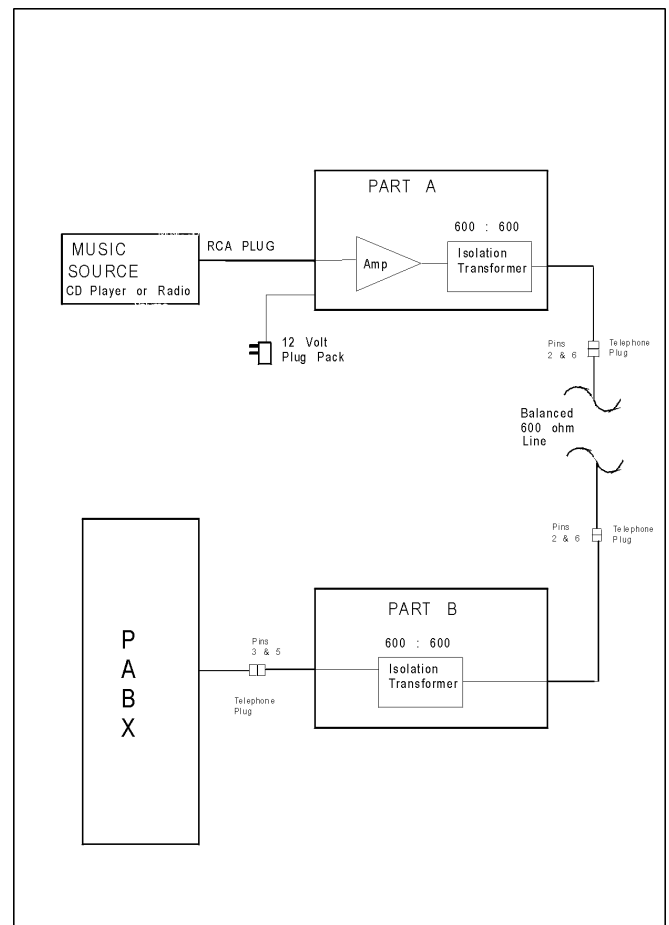 PART A
600 : 600
MUSIC
SOURCE
CD Player or Radio
RCA PLUG
Amp
Isolation
Transformer
12 Volt
Plug Pack
Pins
2 & 6
Telephone
Plug
Balanced
600 ohm
Line
Pins
2 & 6
Telephone
Plug
PART B
600 : 600
Isolation
Transformer
Pins
3 & 5
Telephone
Plug
P
A
B
X